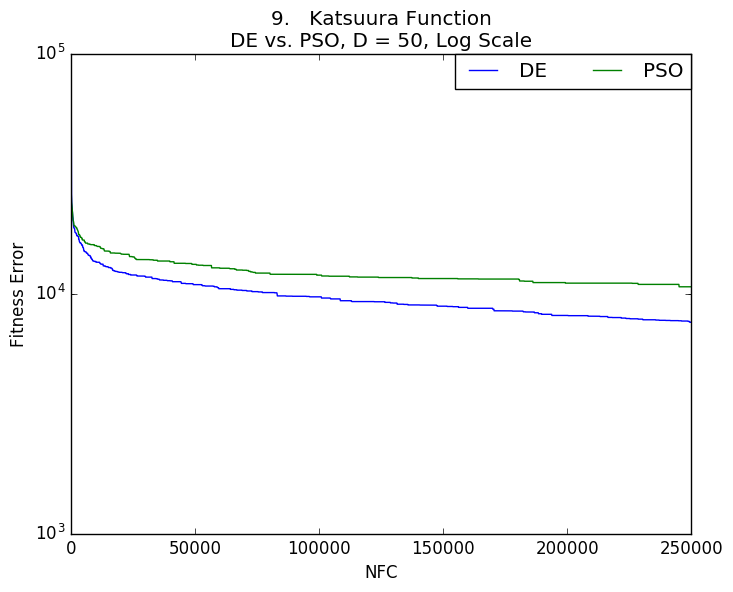 9.   Katsuura Function
DE vs. PSO, D = 50, Log Scale
10^5
DE PSO
10^4
10^3
Fitness Error
0 50000 100000 150000 200000 250000
NFC